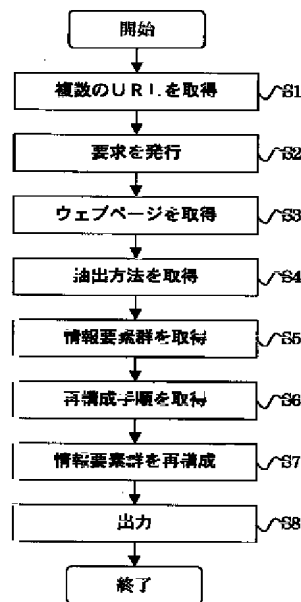 開始
複数のURLを取得 S1
要求を発行 S2
ウェブページを取得 S3
抽出方法を取得 S4
情報要素群を取得 S5
再構成手順を取得 S6
情報要素群を再構成 S7
出力 S8
終了